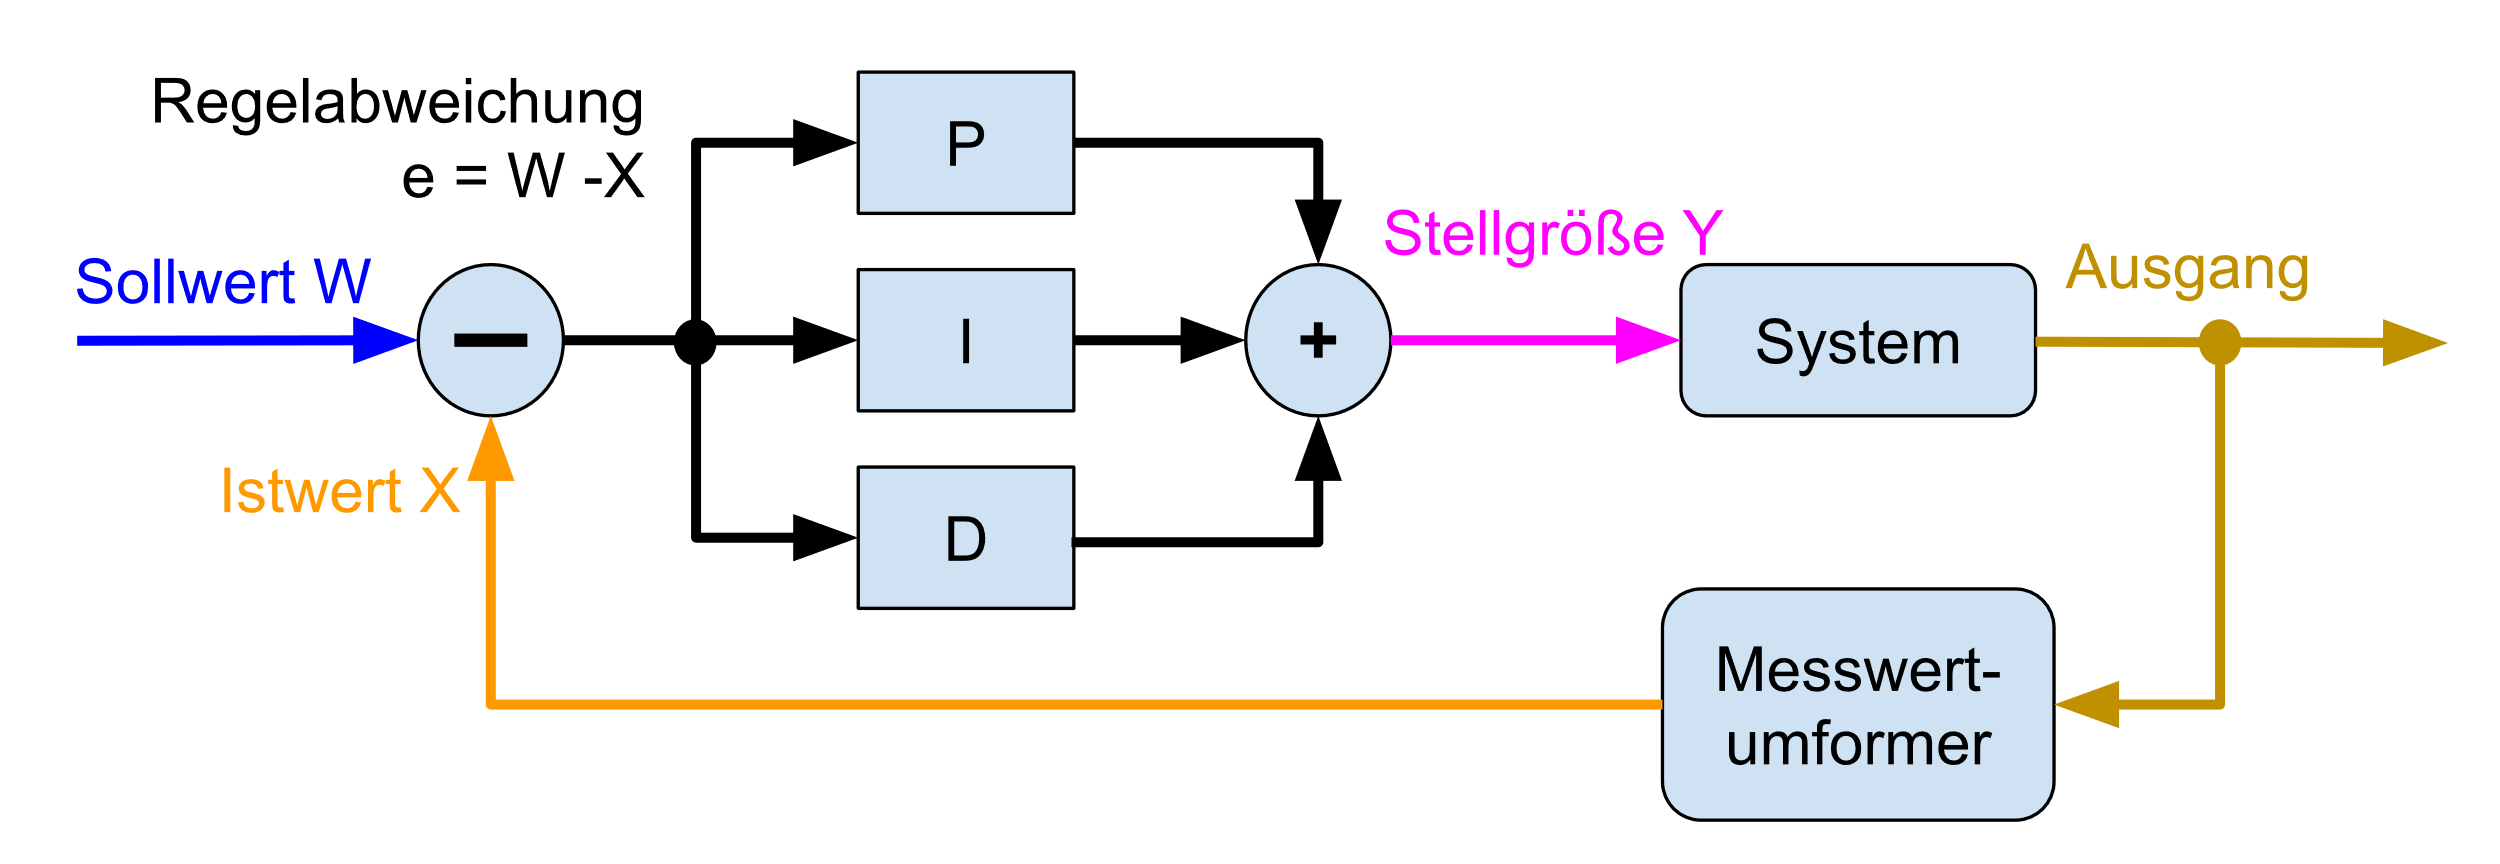 Regelabweichung
e = W -X
Sollwert W
Istwert X
P
I
D
Stellgröße Y
System
Ausgang
Messwert-
umformer